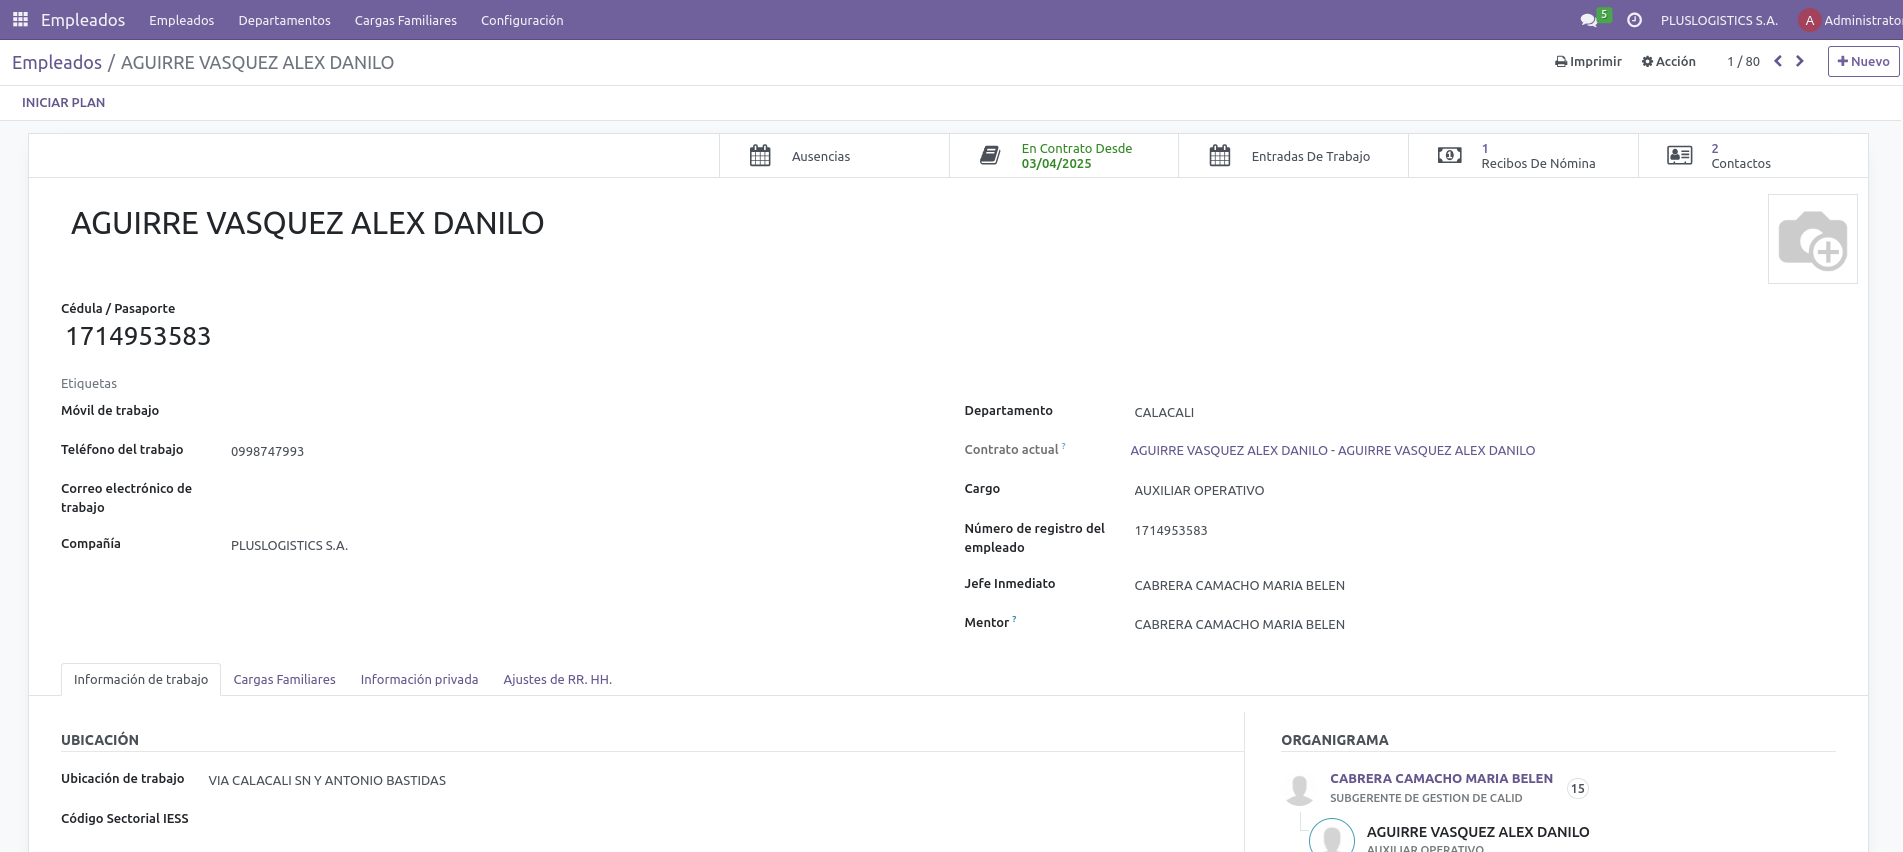 Empleados Empleados Departamentos Cargas Familiares Configuración 5 PLUSLOGISTICS S.A. A Administrato
Empleados / AGUIRRE VASQUEZ ALEX DANILO Imprimir Acción 1 / 80 Nuevo
INICIAR PLAN
Ausencias
En Contrato Desde
03/04/2025
Entradas De Trabajo
1
Recibos De Nómina
2
Contactos
AGUIRRE VASQUEZ ALEX DANILO
Cédula / Pasaporte
1714953583
Etiquetas
Móvil de trabajo
Teléfono del trabajo 0998747993
Correo electrónico de
trabajo
Compañía PLUSLOGISTICS S.A.
Departamento CALACALI
Contrato actual ? AGUIRRE VASQUEZ ALEX DANILO - AGUIRRE VASQUEZ ALEX DANILO
Cargo AUXILIAR OPERATIVO
Número de registro del
empleado 1714953583
Jefe Inmediato CABRERA CAMACHO MARIA BELEN
Mentor ? CABRERA CAMACHO MARIA BELEN
Información de trabajo Cargas Familiares Información privada Ajustes de RR. HH.
UBICACIÓN
Ubicación de trabajo VIA CALACALI SN Y ANTONIO BASTIDAS
Código Sectorial IESS
ORGANIGRAMA
CABRERA CAMACHO MARIA BELEN 15
SUBGERENTE DE GESTION DE CALID
AGUIRRE VASQUEZ ALEX DANILO
AUXILIAR OPERATIVO